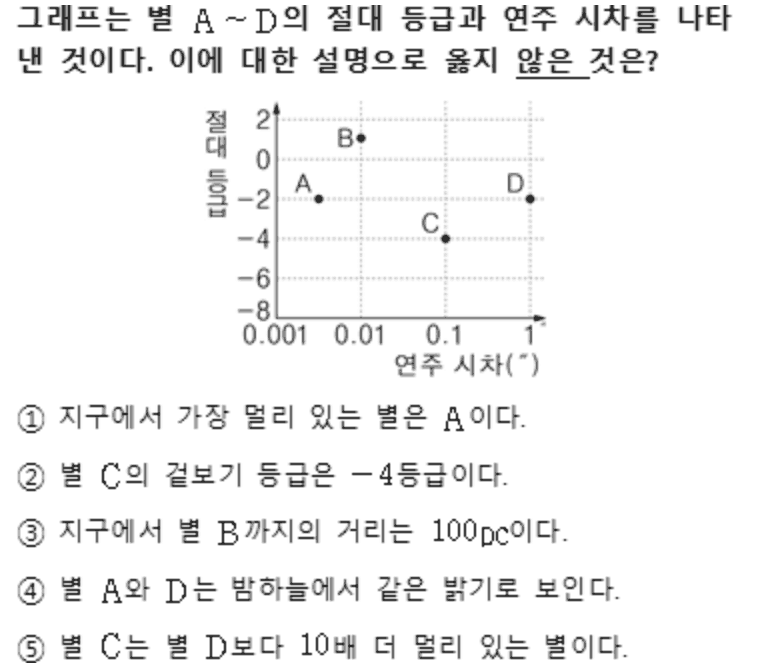 그래프는 별 A ~ D의 절대 등급과 연주 시차를 나타
낸 것이다. 이에 대한 설명으로 옳지 않은 것은?
절대 등급
2
0
-2
-4
-6
-8
A
B
C
D
0.001 0.01 0.1 1″
연주 시차(″)
① 지구에서 가장 멀리 있는 별은 A이다.
② 별 C의 겉보기 등급은 -4등급이다.
③ 지구에서 별 B까지의 거리는 100pc이다.
④ 별 A와 D는 밤하늘에서 같은 밝기로 보인다.
⑤ 별 C는 별 D보다 10배 더 멀리 있는 별이다.